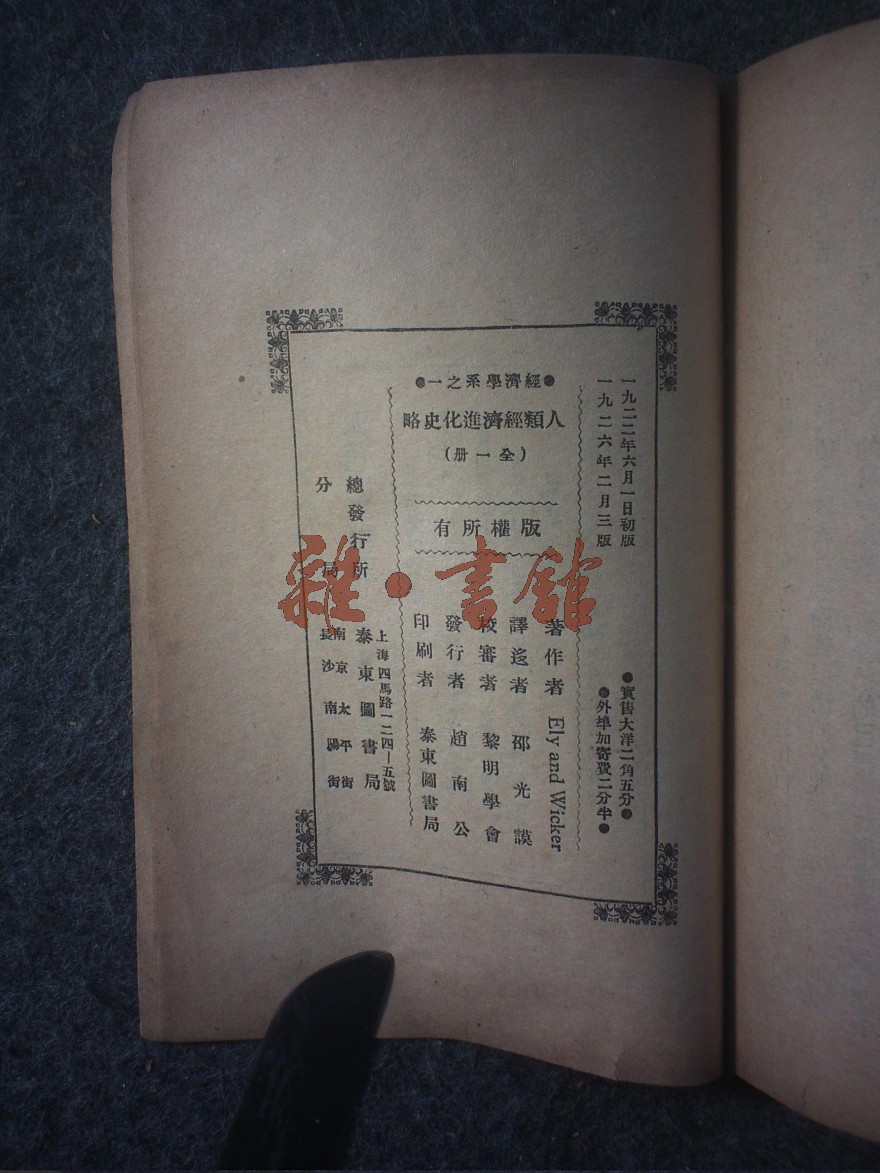 一九二二年六月一日初版
一九二六年二月三版
●實售大洋二角五分●
●外埠加寄費二分半●
●經濟學系之一●
人類經濟進化史略
(全一册)
版權所有
著作者 Ely and Wicker
譯述者 邵光謨
校審者 黎明學會
發行者 趙南公
印刷者 泰東圖書局
總發行所 上海四馬路一二四—五號
泰東圖書局
分局 南京太平街
長沙南陽街
雜·書館